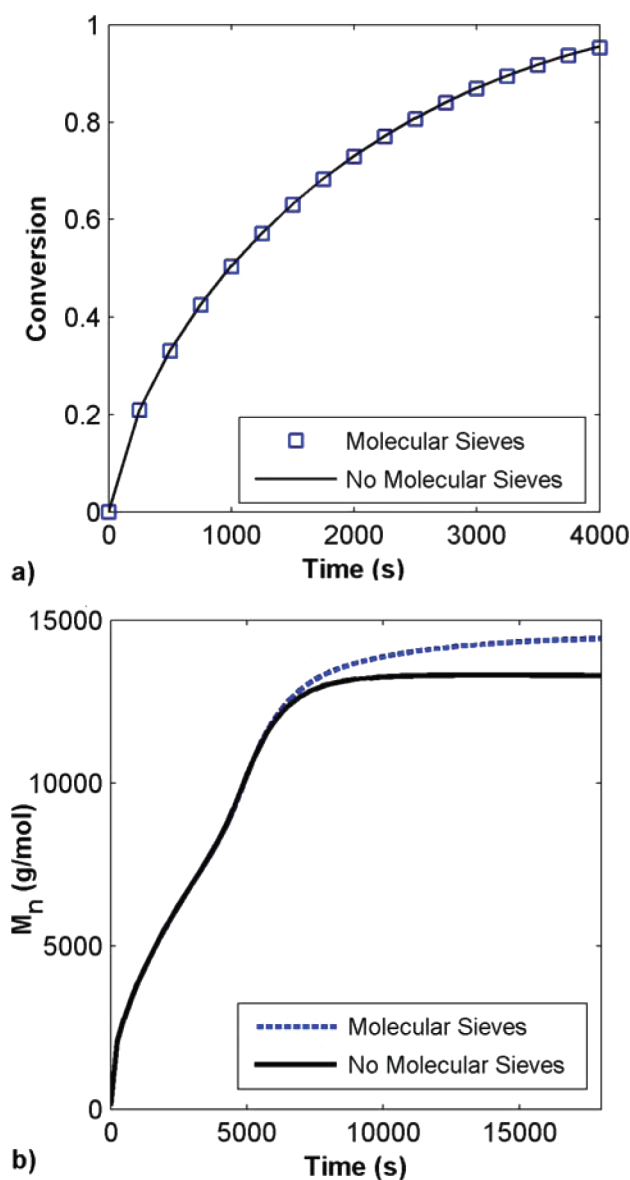 1
0.8
0.6
0.4
0.2
0
Conversion
Molecular Sieves
No Molecular Sieves
0 1000 2000 3000 4000
Time (s)
a)
15000
10000
5000
0
Mn (g/mol)
Molecular Sieves
No Molecular Sieves
0 5000 10000 15000
Time (s)
b)